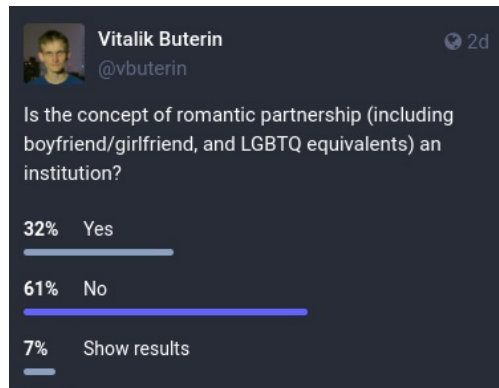 Vitalik Buterin
2d
@vbuterin
Is the concept of romantic partnership (including
boyfriend/girlfriend, and LGBTQ equivalents) an
institution?
32% Yes
61% No
7% Show results